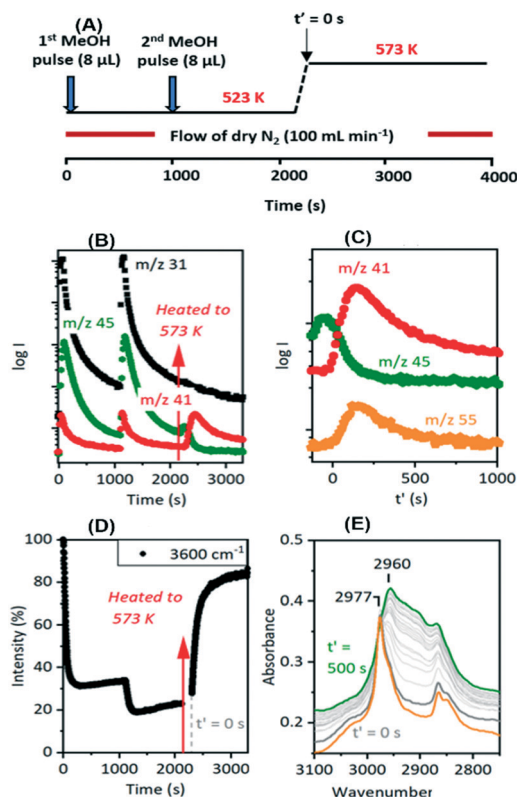 (A)
t' = 0 s
1st MeOH
pulse (8 µL)
2nd MeOH
pulse (8 µL)
523 K
573 K
Flow of dry N2 (100 mL min-1)
0 1000 2000 3000 4000
Time (s)
(B)
m/z 31
m/z 45
Heated to
573 K
m/z 41
log I
0 1000 2000 3000
Time (s)
(C)
m/z 41
m/z 45
m/z 55
log I
0 250 500 750 1000
t' (s)
(D)
3600 cm-1
Heated to
573 K
t' = 0 s
Intensity (%)
100
80
60
40
20
0
0 1000 2000 3000
Time (s)
(E)
2960
2977
t' =
500 s
t' = 0 s
Absorbance
0.5
0.4
0.3
0.2
3100 3000 2900 2800
Wavenumber